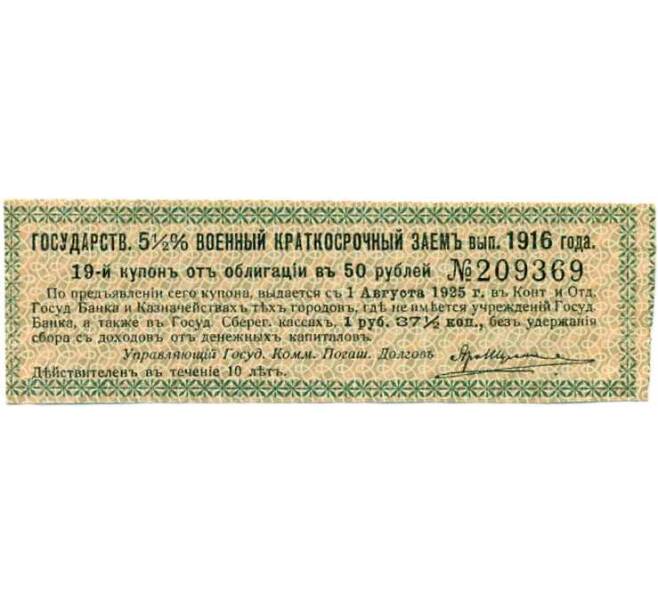 ГОСУДАРСТВ. 5½% ВОЕННЫЙ КРАТКОСРОЧНЫЙ ЗАЕМЪ вып. 1916 года.
19-й купонъ отъ облигаціи въ 50 рублей №209369
По предъявленіи сего купона, выдается съ 1 Августа 1925 г. въ Конт и Отд.
Госуд Банка и Казначействахъ тѣхъ городовъ, гдѣ не имѣется учрежденій Госуд
Банка, а также въ Госуд. Сберег. кассахъ, 1 руб. 37½ коп., безъ удержанія
сбора съ доходовъ отъ денежныхъ капиталовъ.
Управляющій Госуд. Комм. Погаш. Долговъ
Дѣйствителенъ въ теченіе 10 лѣтъ.